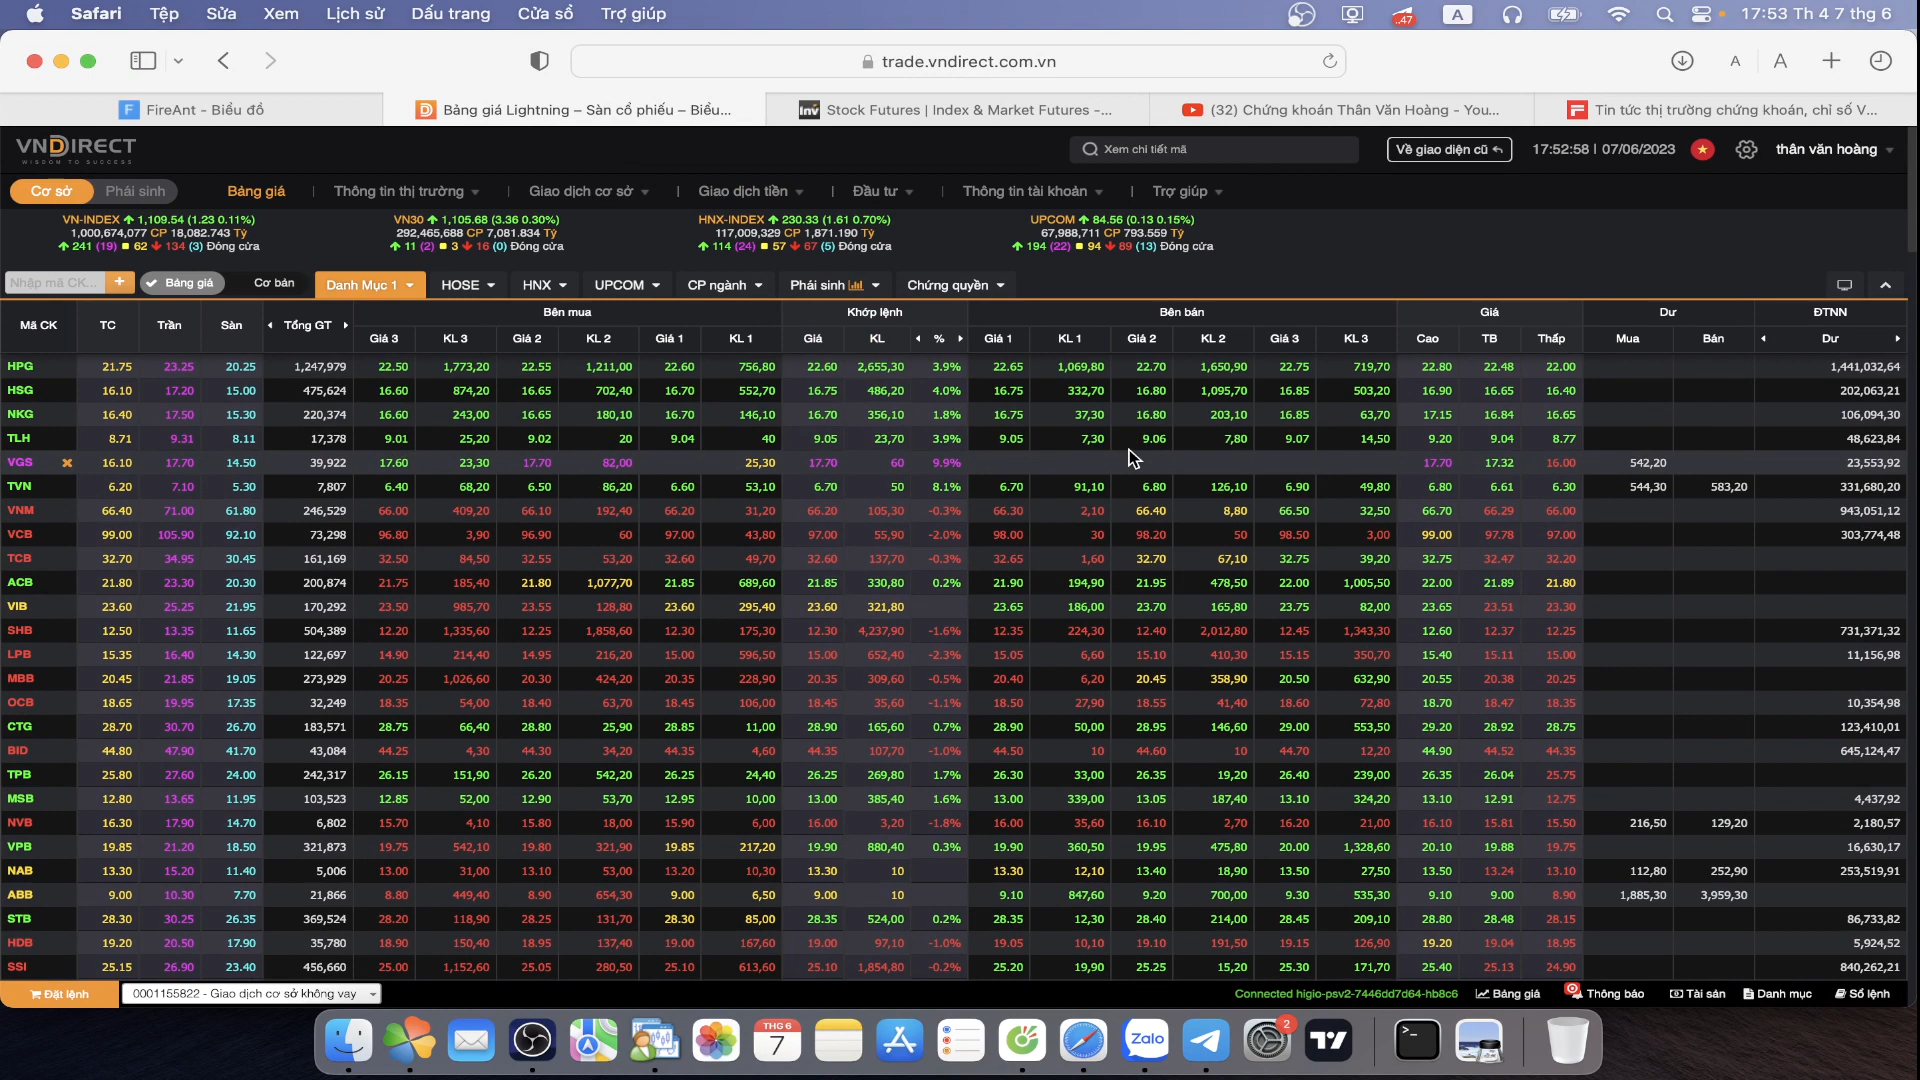 Safari Tệp Sửa Xem Lịch sử Dấu trang Cửa sổ Trợ giúp 47 A 17:53 Th 4 7 thg 6
trade.vndirect.com.vn A A
FireAnt - Biểu đồ Bảng giá Lightning – Sàn cổ phiếu – Biểu... Stock Futures | Index & Market Futures -... (32) Chứng khoán Thân Văn Hoàng - You... Tin tức thị trường chứng khoán, chỉ số V...
VNDIRECT Xem chi tiết mã Về giao diện cũ 17:52:58 | 07/06/2023 thân văn hoàng
WISDOM TO SUCCESS
Cơ sở Phái sinh Bảng giá | Thông tin thị trường | Giao dịch cơ sở | Giao dịch tiền | Đầu tư | Thông tin tài khoản | Trợ giúp
VN-INDEX 1,109.54 (1.23 0.11%) VN30 1,105.68 (3.36 0.30%) HNX-INDEX 230.33 (1.61 0.70%) UPCOM 84.56 (0.13 0.15%)
1,000,674,077 CP 18,082.743 Tỷ 292,465,688 CP 7,081.834 Tỷ 117,009,329 CP 1,871.190 Tỷ 67,988,711 CP 793.559 Tỷ
241 (19) 62 134 (3) Đóng cửa 11 (2) 3 16 (0) Đóng cửa 114 (24) 57 67 (5) Đóng cửa 194 (22) 94 89 (13) Đóng cửa
Nhập mã CK... + Bảng giá Cơ bản Danh Mục 1 HOSE HNX UPCOM CP ngành Phái sinh Chứng quyền
Mã CK TC Trần Sàn Tổng GT Bên mua Khớp lệnh Bên bán Giá Dư ĐTNN
Giá 3 KL 3 Giá 2 KL 2 Giá 1 KL 1 Giá KL % Giá 1 KL 1 Giá 2 KL 2 Giá 3 KL 3 Cao TB Thấp Mua Bán Dư
HPG 21.75 23.25 20.25 1,247,979 22.50 1,773,20 22.55 1,211,00 22.60 756,80 22.60 2,655,30 3.9% 22.65 1,069,80 22.70 1,650,90 22.75 719,70 22.80 22.48 22.00 1,441,032,64
HSG 16.10 17.20 15.00 475,624 16.60 874,20 16.65 702,40 16.70 552,70 16.75 486,20 4.0% 16.75 332,70 16.80 1,095,70 16.85 503,20 16.90 16.65 16.40 202,063,21
NKG 16.40 17.50 15.30 220,374 16.60 243,00 16.65 180,10 16.70 146,10 16.70 356,10 1.8% 16.75 37,30 16.80 203,10 16.85 63,70 17.15 16.84 16.65 106,094,30
TLH 8.71 9.31 8.11 17,378 9.01 25,20 9.02 20 9.04 40 9.05 23,70 3.9% 9.05 7,30 9.06 7,80 9.07 14,50 9.20 9.04 8.77 48,623,84
VGS 16.10 17.70 14.50 39,922 17.60 23,30 17.70 82,00 25,30 17.70 60 9.9% 17.70 17.32 16.00 542,20 23,553,92
TVN 6.20 7.10 5.30 7,807 6.40 68,20 6.50 86,20 6.60 53,10 6.70 50 8.1% 6.70 91,10 6.80 126,10 6.90 49,80 6.80 6.61 6.30 544,30 583,20 331,680,20
VNM 66.40 71.00 61.80 246,529 66.00 409,20 66.10 192,40 66.20 31,20 66.20 105,30 -0.3% 66.30 2,10 66.40 8,80 66.50 32,50 66.70 66.29 66.00 943,051,12
VCB 99.00 105.90 92.10 73,298 96.80 3,90 96.90 60 97.00 43,80 97.00 55,90 -2.0% 98.00 30 98.20 50 98.50 3,00 99.00 97.78 97.00 303,774,48
TCB 32.70 34.95 30.45 161,169 32.50 84,50 32.55 53,20 32.60 49,70 32.60 137,70 -0.3% 32.65 1,60 32.70 67,10 32.75 39,20 32.75 32.47 32.20
ACB 21.80 23.30 20.30 200,874 21.75 185,40 21.80 1,077,70 21.85 689,60 21.85 330,80 0.2% 21.90 194,90 21.95 478,50 22.00 1,005,50 22.00 21.89 21.80
VIB 23.60 25.25 21.95 170,292 23.50 985,70 23.55 128,80 23.60 295,40 23.60 321,80 23.65 186,00 23.70 165,80 23.75 82,00 23.65 23.51 23.30
SHB 12.50 13.35 11.65 504,389 12.20 1,335,60 12.25 1,858,60 12.30 175,30 12.30 4,237,90 -1.6% 12.35 224,30 12.40 2,012,80 12.45 1,343,30 12.60 12.37 12.25 731,371,32
LPB 15.35 16.40 14.30 122,697 14.90 214,40 14.95 216,20 15.00 596,50 15.00 652,40 -2.3% 15.05 6,60 15.10 410,30 15.15 350,70 15.40 15.11 15.00 11,156,98
MBB 20.45 21.85 19.05 273,929 20.25 1,026,60 20.30 424,20 20.35 228,90 20.35 309,60 -0.5% 20.40 6,20 20.45 358,90 20.50 632,90 20.55 20.38 20.25
OCB 18.65 19.95 17.35 32,249 18.35 54,00 18.40 63,70 18.45 106,00 18.45 35,60 -1.1% 18.50 27,90 18.55 41,40 18.60 72,80 18.70 18.47 18.35 10,354,98
CTG 28.70 30.70 26.70 183,571 28.75 66,40 28.80 25,90 28.85 11,00 28.90 165,60 0.7% 28.90 50,00 28.95 146,60 29.00 553,50 29.20 28.92 28.75 123,410,01
BID 44.80 47.90 41.70 43,084 44.25 4,30 44.30 34,20 44.35 4,60 44.35 107,70 -1.0% 44.50 10 44.60 10 44.70 12,20 44.90 44.52 44.35 645,124,47
TPB 25.80 27.60 24.00 242,317 26.15 151,90 26.20 542,20 26.25 24,40 26.25 269,80 1.7% 26.30 33,00 26.35 19,20 26.40 239,00 26.35 26.04 25.75
MSB 12.80 13.65 11.95 103,523 12.85 52,00 12.90 53,70 12.95 10,00 13.00 385,40 1.6% 13.00 339,00 13.05 187,40 13.10 324,20 13.10 12.91 12.75 4,437,92
NVB 16.30 17.90 14.70 6,802 15.70 4,10 15.80 18,00 15.90 6,00 16.00 3,20 -1.8% 16.00 35,60 16.10 2,70 16.20 21,00 16.10 15.81 15.50 216,50 129,20 2,180,57
VPB 19.85 21.20 18.50 321,873 19.75 542,10 19.80 321,90 19.85 217,20 19.90 880,40 0.3% 19.90 360,50 19.95 475,80 20.00 1,328,60 20.10 19.88 19.75 16,630,17
NAB 13.30 15.20 11.40 5,006 13.00 31,00 13.10 53,00 13.20 10,30 13.30 10 13.30 12,10 13.40 18,90 13.50 27,50 13.50 13.24 13.10 112,80 252,90 253,519,91
ABB 9.00 10.30 7.70 21,866 8.80 449,40 8.90 654,30 9.00 6,50 9.00 10 9.10 847,60 9.20 700,00 9.30 535,30 9.10 9.00 8.90 1,885,30 3,959,30
STB 28.30 30.25 26.35 369,524 28.20 118,90 28.25 131,70 28.30 85,00 28.35 524,00 0.2% 28.35 12,30 28.40 214,00 28.45 209,10 28.80 28.48 28.15 86,733,82
HDB 19.20 20.50 17.90 35,780 18.90 150,40 18.95 137,40 19.00 167,60 19.00 97,10 -1.0% 19.05 10,10 19.10 191,50 19.15 126,90 19.20 19.04 18.95 5,924,52
SSI 25.15 26.90 23.40 456,660 25.00 1,152,60 25.05 280,50 25.10 613,60 25.10 1,854,80 -0.2% 25.20 19,90 25.25 15,20 25.30 171,70 25.40 25.13 24.90 840,262,21
Đặt lệnh 0001155822 - Giao dịch cơ sở không vay Connected higio-psv2-7446dd7d64-hb8c6 Bảng giá Thông báo Tài sản Danh mục Sổ lệnh
THG 6
7
Zalo
2